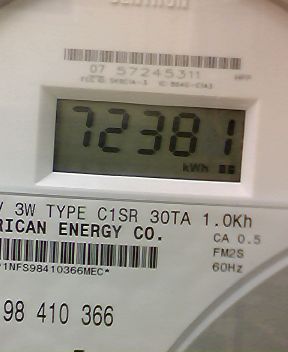 07 57245311
72381
kWh
3W TYPE C1SR 30TA 1.0Kh
RICAN ENERGY CO.
CA 0.5
FM2S
60Hz
1NFS98410366MEC*
98 410 366